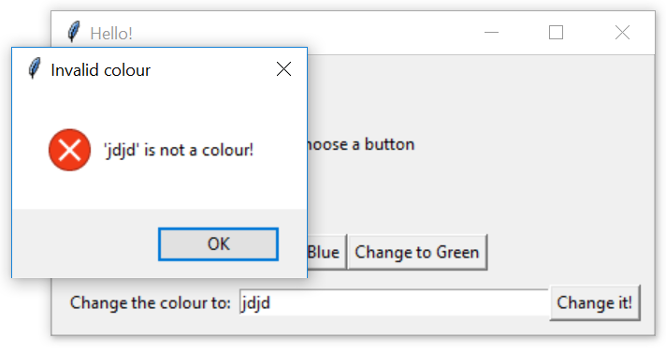 Hello!
Invalid colour
'jdjd' is not a colour!
hoose a button
OK
Blue
Change to Green
Change the colour to:
jdjd
Change it!